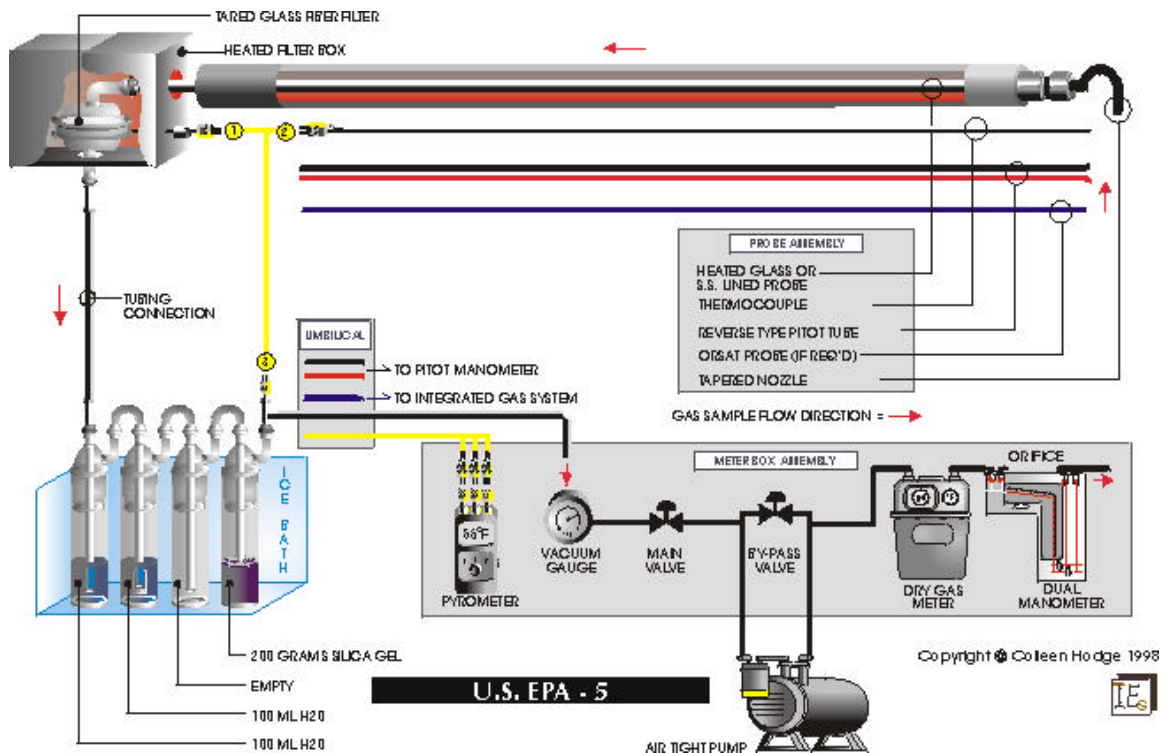 TARED GLASS FIBER FILTER
HEATED FILTER BOX
1
2
PROBE ASSEMBLY
HEATED GLASS OR
S.S. LINED PROBE
THERMOCOUPLE
REVERSE TYPE PITOT TUBE
ORSAT PROBE (IF REQ'D)
TAPERED NOZZLE
TUBING
CONNECTION
UMBILICAL
3
TO PITOT MANOMETER
TO INTEGRATED GAS SYSTEM
GAS SAMPLE FLOW DIRECTION =
METER BOX ASSEMBLY
ORIFICE
ICE BATH
VACUUM
GAUGE
MAIN
VALVE
BY-PASS
VALVE
DRY GAS
METER
DUAL
MANOMETER
PYROMETER
200 GRAMS SILICA GEL
EMPTY
100 ML H20
100 ML H20
U.S. EPA - 5
Copyright © Colleen Hodge 1998
IES
AIR TIGHT PUMP